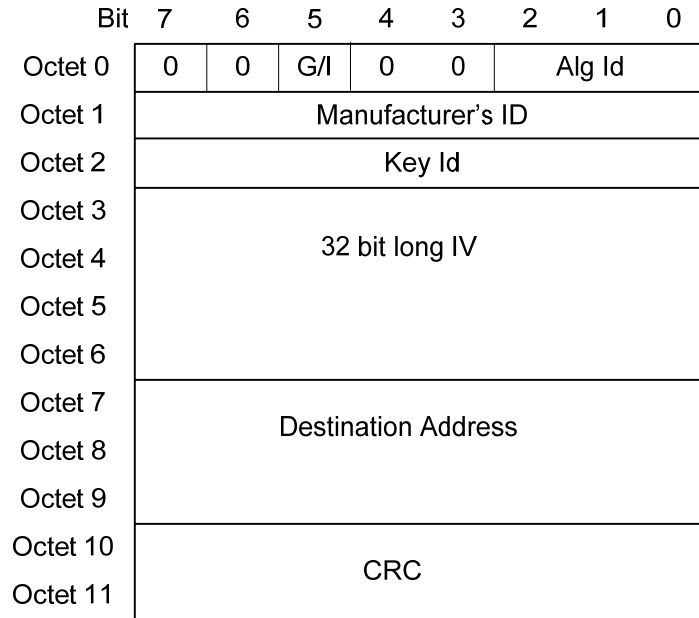 Bit 7 6 5 4 3 2 1 0
Octet 0 0 0 G/I 0 0 Alg Id
Octet 1 Manufacturer's ID
Octet 2 Key Id
Octet 3
32 bit long IV
Octet 4
Octet 5
Octet 6
Octet 7
Destination Address
Octet 8
Octet 9
Octet 10
CRC
Octet 11